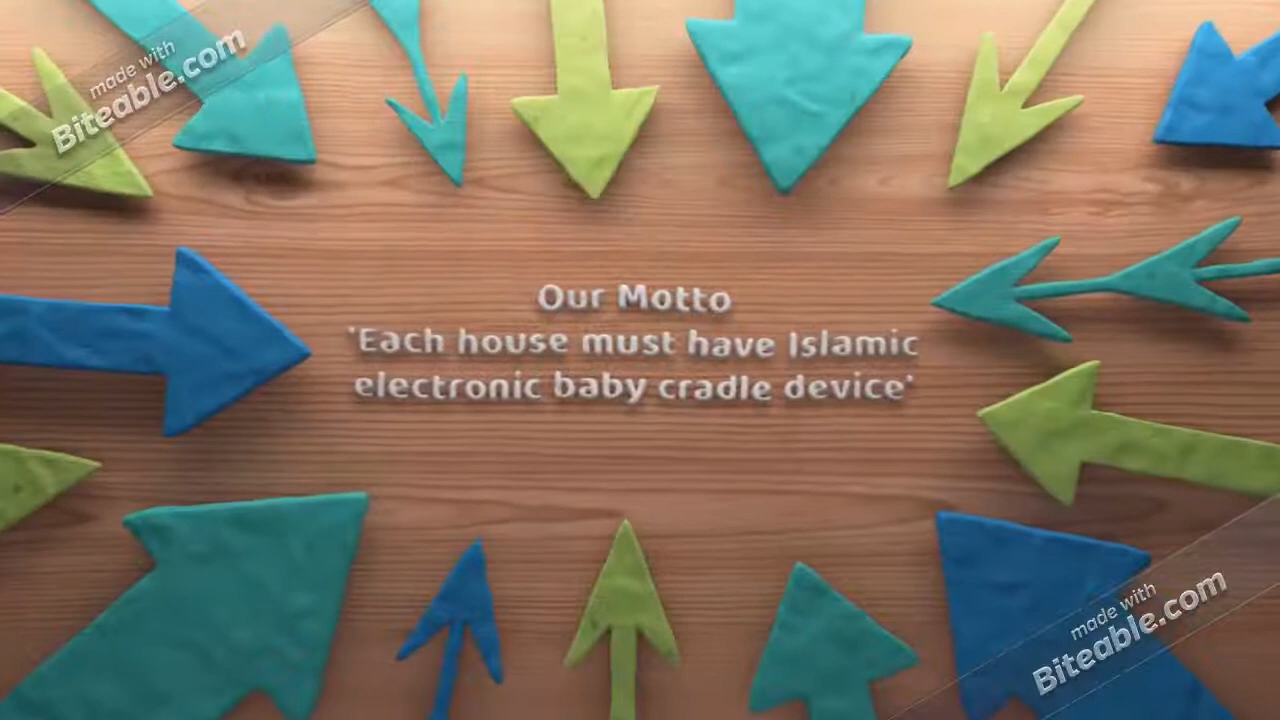 made with
Biteable.com
Our Motto
'Each house must have Islamic
electronic baby cradle device'
made with
Biteable.com